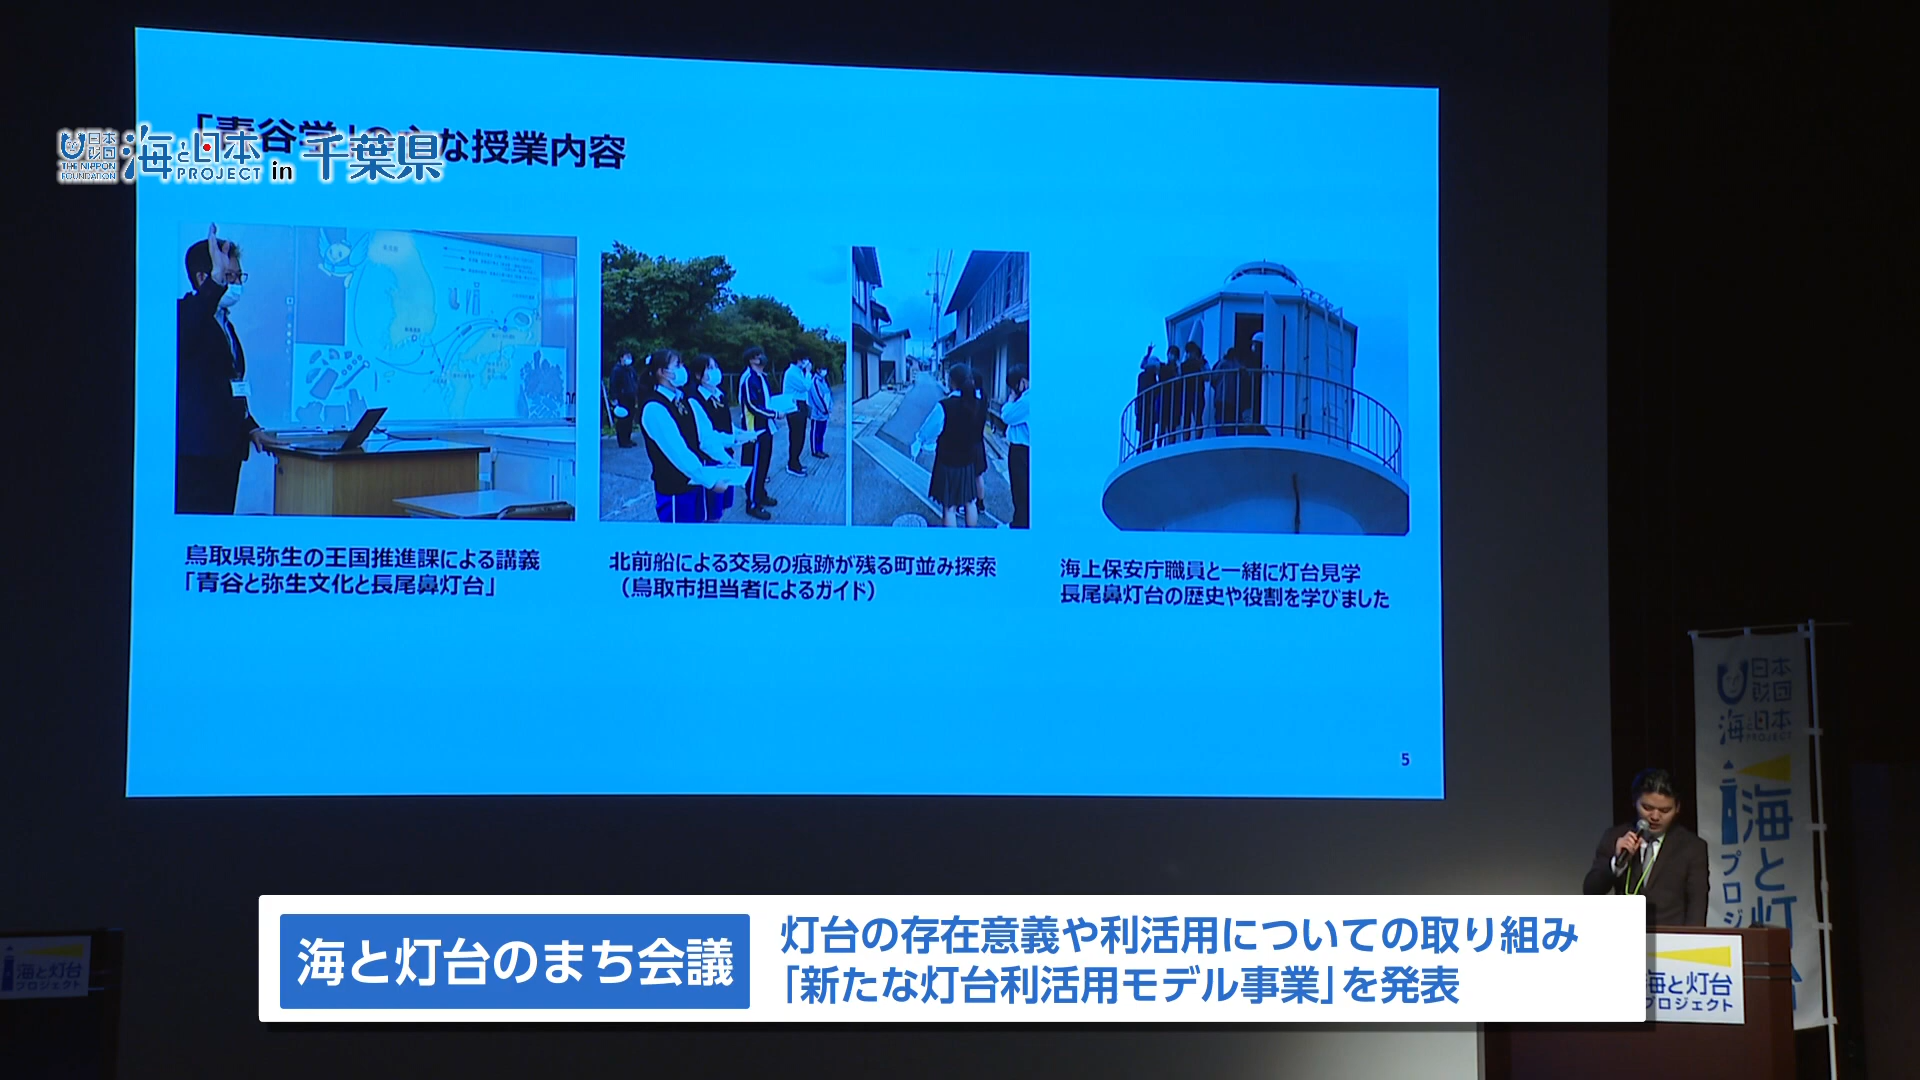 「青谷学」の主な授業内容
日本
財団
THE NIPPON
FOUNDATION
海と日本
PROJECT in 千葉県
鳥取県弥生の王国推進課による講義
「青谷と弥生文化と長尾鼻灯台」
北前船による交易の痕跡が残る町並み探索
（鳥取市担当者によるガイド）
海上保安庁職員と一緒に灯台見学
長尾鼻灯台の歴史や役割を学びました
5
日本
財団
海と日本
PROJECT
海と灯
プロジ
海と灯台
プロジェクト
海と灯台
プロジェクト
海と灯台のまち会議
灯台の存在意義や利活用についての取り組み
「新たな灯台利活用モデル事業」を発表